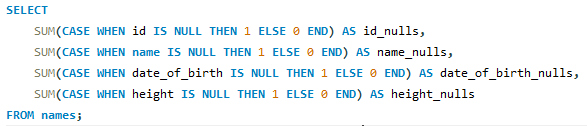 SELECT
    SUM(CASE WHEN id IS NULL THEN 1 ELSE 0 END) AS id_nulls,
    SUM(CASE WHEN name IS NULL THEN 1 ELSE 0 END) AS name_nulls,
    SUM(CASE WHEN date_of_birth IS NULL THEN 1 ELSE 0 END) AS date_of_birth_nulls,
    SUM(CASE WHEN height IS NULL THEN 1 ELSE 0 END) AS height_nulls
FROM names;